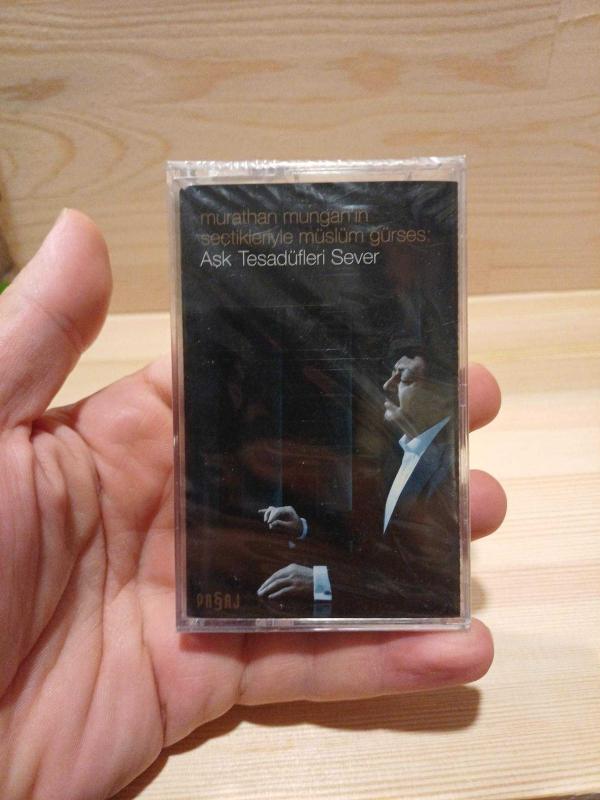 murathan mungan'ın
seçtikleriyle müslüm gürses:
Aşk Tesadüfleri Sever
PASAJ